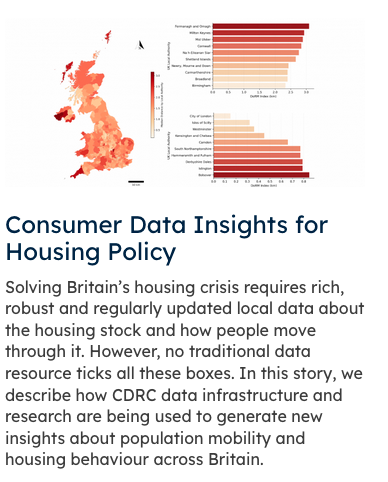 Fermanagh and Omagh
Milton Keynes
Mid Ulster
Cornwall
Na h-Eileanan Siar
Shetland Islands
Newry, Mourne and Down
Carmarthenshire
Broadland
Birmingham
City of London
Isles of Scilly
Westminster
Kensington and Chelsea
Camden
South Northamptonshire
Hammersmith and Fulham
Derbyshire Dales
Islington
Consumer Data Insights for
Housing Policy
Solving Britain’s housing crisis requires rich,
robust and regularly updated local data about
the housing stock and how people move
through it. However, no traditional data
resource ticks all these boxes. In this story, we
describe how CDRC data infrastructure and
research are being used to generate new
insights about population mobility and
housing behaviour across Britain.